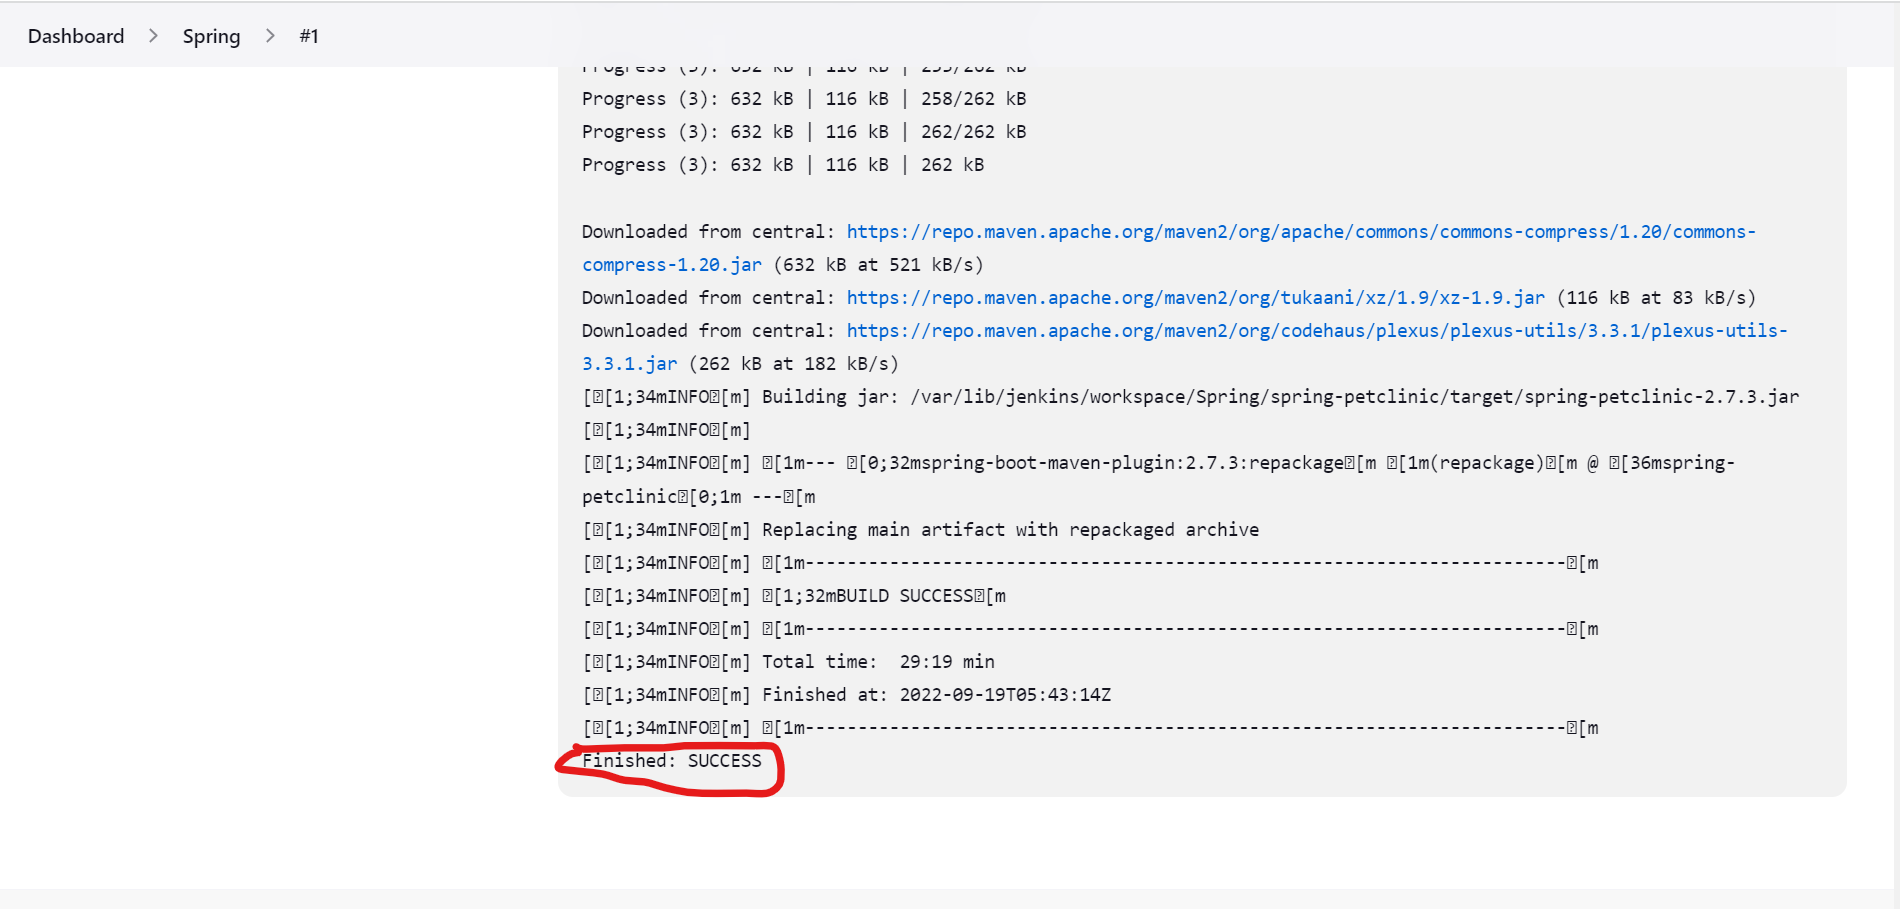 Dashboard > Spring > #1
Progress (3): 632 kB | 116 kB | 255/262 kB
Progress (3): 632 kB | 116 kB | 258/262 kB
Progress (3): 632 kB | 116 kB | 262/262 kB
Progress (3): 632 kB | 116 kB | 262 kB
Downloaded from central: https://repo.maven.apache.org/maven2/org/apache/commons/commons-compress/1.20/commons-
compress-1.20.jar (632 kB at 521 kB/s)
Downloaded from central: https://repo.maven.apache.org/maven2/org/tukaani/xz/1.9/xz-1.9.jar (116 kB at 83 kB/s)
Downloaded from central: https://repo.maven.apache.org/maven2/org/codehaus/plexus/plexus-utils/3.3.1/plexus-utils-
3.3.1.jar (262 kB at 182 kB/s)
[�[1;34mINFO�[m] Building jar: /var/lib/jenkins/workspace/Spring/spring-petclinic/target/spring-petclinic-2.7.3.jar
[�[1;34mINFO�[m]
[�[1;34mINFO�[m] �[1m--- �[0;32mspring-boot-maven-plugin:2.7.3:repackage�[m �[1m(repackage)�[m @ �[36mspring-
petclinic�[0;1m ---�[m
[�[1;34mINFO�[m] Replacing main artifact with repackaged archive
[�[1;34mINFO�[m] �[1m------------------------------------------------------------------------�[m
[�[1;34mINFO�[m] �[1;32mBUILD SUCCESS�[m
[�[1;34mINFO�[m] �[1m------------------------------------------------------------------------�[m
[�[1;34mINFO�[m] Total time:  29:19 min
[�[1;34mINFO�[m] Finished at: 2022-09-19T05:43:14Z
[�[1;34mINFO�[m] �[1m------------------------------------------------------------------------�[m
Finished: SUCCESS